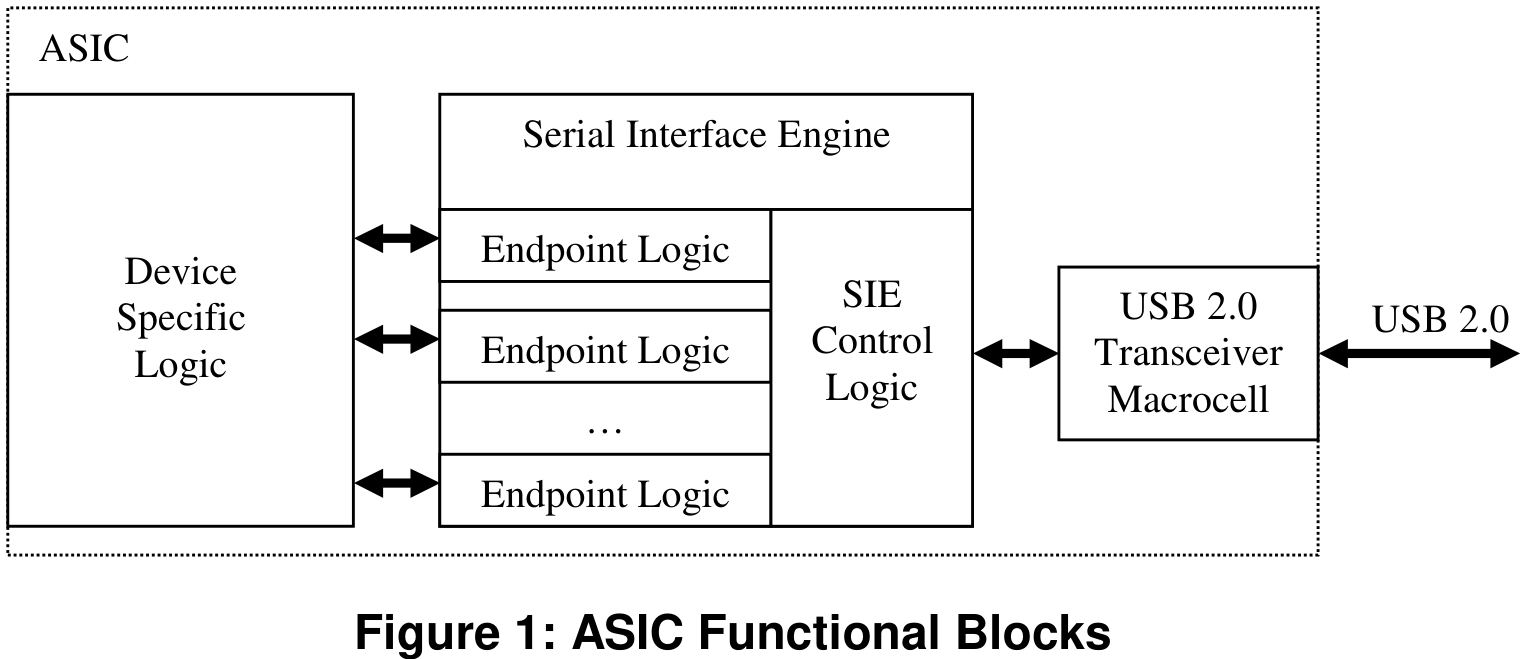 ASIC
Serial Interface Engine
Device
Specific
Logic
Endpoint Logic
Endpoint Logic
…
Endpoint Logic
SIE
Control
Logic
USB 2.0
Transceiver
Macrocell
USB 2.0
Figure 1: ASIC Functional Blocks